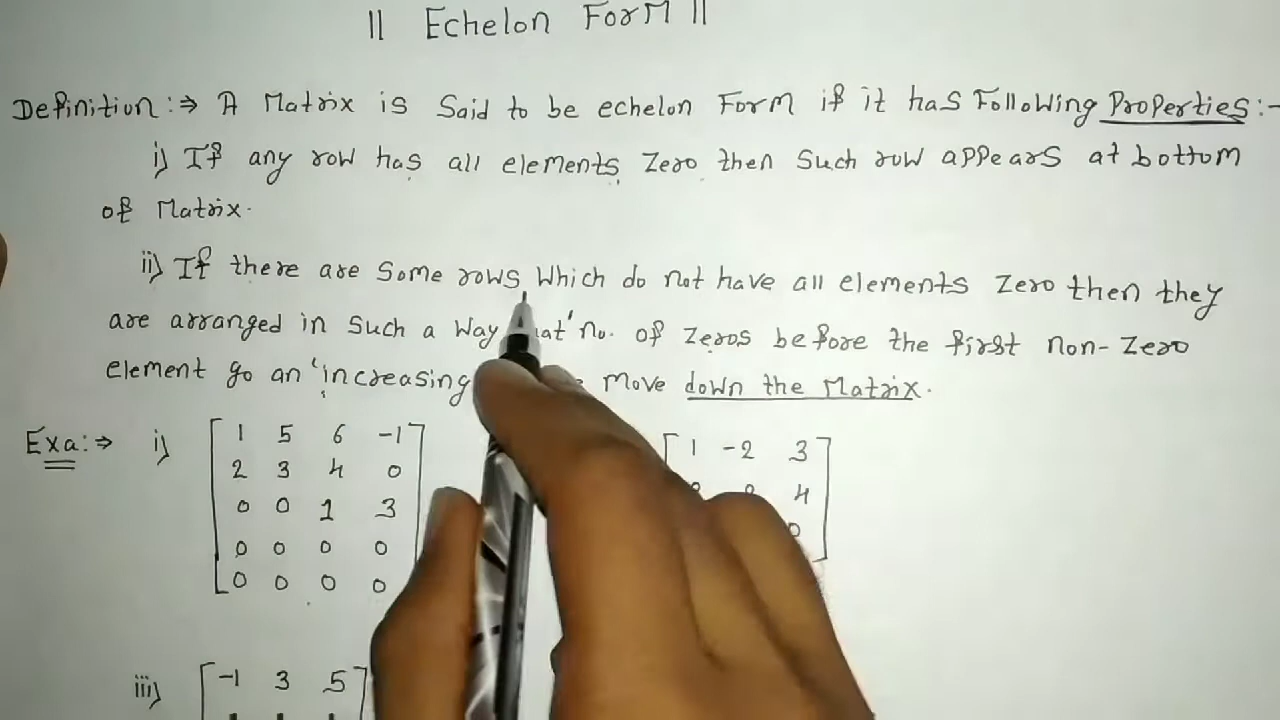 || Echelon Form ||
Definition :⇒ A Matrix is Said to be echelon Form if it has Following Properties :-
i) If any row has all elements Zero then Such row appears at bottom
of Matrix.
ii) If there are Some rows which do not have all elements Zero then they
are arranged in Such a Way no. of Zeros before the first non-Zero
element go an 'increasing move down the Matrix.
Exa :⇒ i) 1 5 6 -1 1 -2 3
2 3 4 0 4
0 0 1 3 0
0 0 0 0
0 0 0 0
iii) -1 3 5